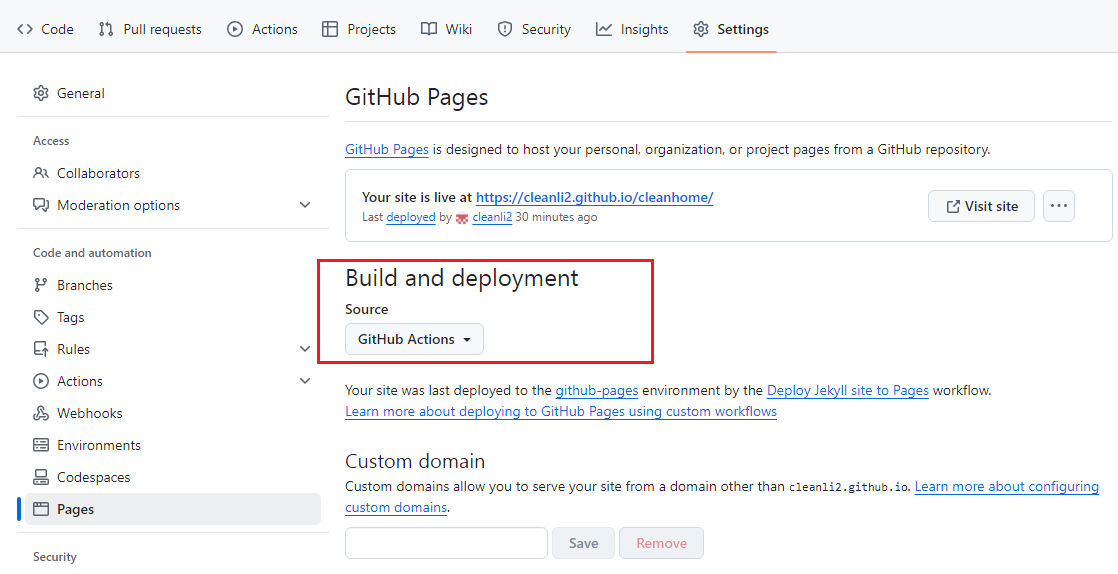 Code Pull requests Actions Projects Wiki Security Insights Settings
General
Access
Collaborators
Moderation options
Code and automation
Branches
Tags
Rules
Actions
Webhooks
Environments
Codespaces
Pages
Security
GitHub Pages
GitHub Pages is designed to host your personal, organization, or project pages from a GitHub repository.
Your site is live at https://cleanli2.github.io/cleanhome/
Last deployed by cleanli2 30 minutes ago
Visit site
Build and deployment
Source
GitHub Actions
Your site was last deployed to the github-pages environment by the Deploy Jekyll site to Pages workflow.
Learn more about deploying to GitHub Pages using custom workflows
Custom domain
Custom domains allow you to serve your site from a domain other than cleanli2.github.io. Learn more about configuring
custom domains.
Save Remove